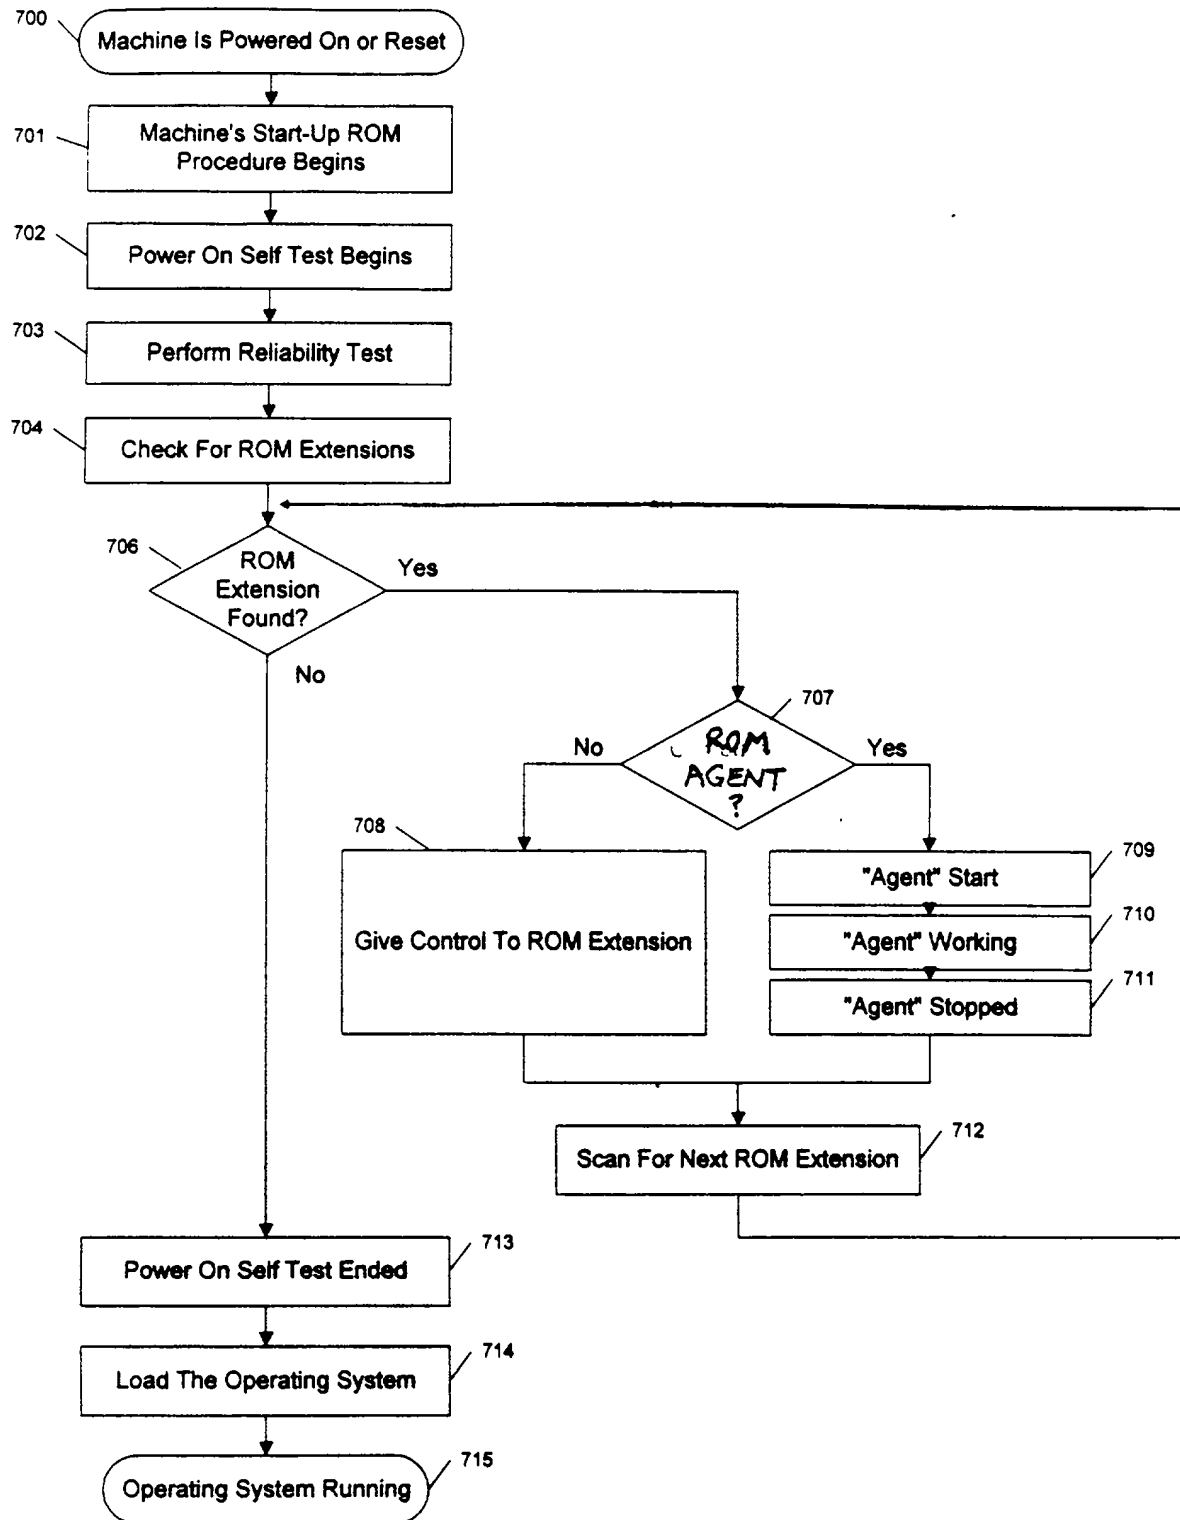 700
Machine Is Powered On or Reset
701
Machine's Start-Up ROM
Procedure Begins
702
Power On Self Test Begins
703
Perform Reliability Test
704
Check For ROM Extensions
706
ROM
Extension
Found?
Yes
No
707
No
ROM
AGENT
?
Yes
708
Give Control To ROM Extension
709
"Agent" Start
710
"Agent" Working
711
"Agent" Stopped
712
Scan For Next ROM Extension
713
Power On Self Test Ended
714
Load The Operating System
715
Operating System Running